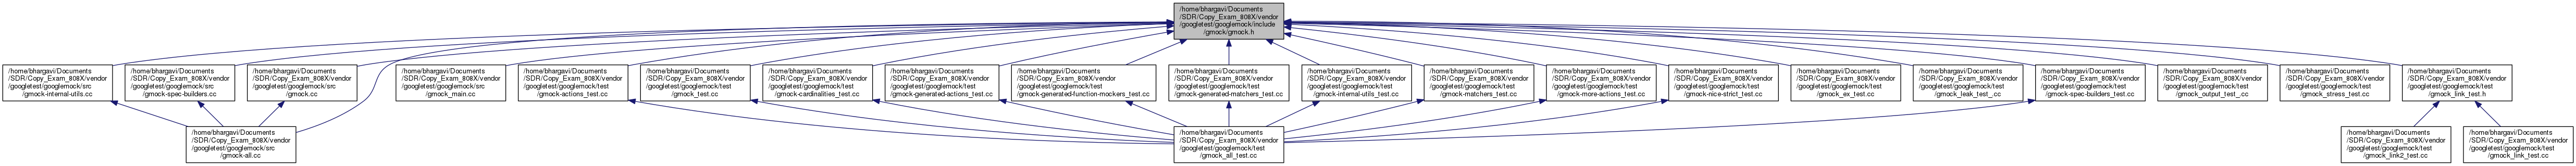 /home/bhargavi/Documents
/SDR/Copy_Exam_808X/vendor
/googletest/googlemock/include
/gmock/gmock.h
/home/bhargavi/Documents
/SDR/Copy_Exam_808X/vendor
/googletest/googlemock/src
/gmock-internal-utils.cc
/home/bhargavi/Documents
/SDR/Copy_Exam_808X/vendor
/googletest/googlemock/src
/gmock-spec-builders.cc
/home/bhargavi/Documents
/SDR/Copy_Exam_808X/vendor
/googletest/googlemock/src
/gmock.cc
/home/bhargavi/Documents
/SDR/Copy_Exam_808X/vendor
/googletest/googlemock/src
/gmock_main.cc
/home/bhargavi/Documents
/SDR/Copy_Exam_808X/vendor
/googletest/googlemock/test
/gmock-actions_test.cc
/home/bhargavi/Documents
/SDR/Copy_Exam_808X/vendor
/googletest/googlemock/test
/gmock_test.cc
/home/bhargavi/Documents
/SDR/Copy_Exam_808X/vendor
/googletest/googlemock/test
/gmock-cardinalities_test.cc
/home/bhargavi/Documents
/SDR/Copy_Exam_808X/vendor
/googletest/googlemock/test
/gmock-generated-actions_test.cc
/home/bhargavi/Documents
/SDR/Copy_Exam_808X/vendor
/googletest/googlemock/test
/gmock-generated-function-mockers_test.cc
/home/bhargavi/Documents
/SDR/Copy_Exam_808X/vendor
/googletest/googlemock/test
/gmock-generated-matchers_test.cc
/home/bhargavi/Documents
/SDR/Copy_Exam_808X/vendor
/googletest/googlemock/test
/gmock-internal-utils_test.cc
/home/bhargavi/Documents
/SDR/Copy_Exam_808X/vendor
/googletest/googlemock/test
/gmock-matchers_test.cc
/home/bhargavi/Documents
/SDR/Copy_Exam_808X/vendor
/googletest/googlemock/test
/gmock-more-actions_test.cc
/home/bhargavi/Documents
/SDR/Copy_Exam_808X/vendor
/googletest/googlemock/test
/gmock-nice-strict_test.cc
/home/bhargavi/Documents
/SDR/Copy_Exam_808X/vendor
/googletest/googlemock/test
/gmock_ex_test.cc
/home/bhargavi/Documents
/SDR/Copy_Exam_808X/vendor
/googletest/googlemock/test
/gmock_leak_test_.cc
/home/bhargavi/Documents
/SDR/Copy_Exam_808X/vendor
/googletest/googlemock/test
/gmock-spec-builders_test.cc
/home/bhargavi/Documents
/SDR/Copy_Exam_808X/vendor
/googletest/googlemock/test
/gmock_output_test_.cc
/home/bhargavi/Documents
/SDR/Copy_Exam_808X/vendor
/googletest/googlemock/test
/gmock_stress_test.cc
/home/bhargavi/Documents
/SDR/Copy_Exam_808X/vendor
/googletest/googlemock/test
/gmock_link_test.h
/home/bhargavi/Documents
/SDR/Copy_Exam_808X/vendor
/googletest/googlemock/src
/gmock-all.cc
/home/bhargavi/Documents
/SDR/Copy_Exam_808X/vendor
/googletest/googlemock/test
/gmock_all_test.cc
/home/bhargavi/Documents
/SDR/Copy_Exam_808X/vendor
/googletest/googlemock/test
/gmock_link2_test.cc
/home/bhargavi/Documents
/SDR/Copy_Exam_808X/vendor
/googletest/googlemock/test
/gmock_link_test.cc